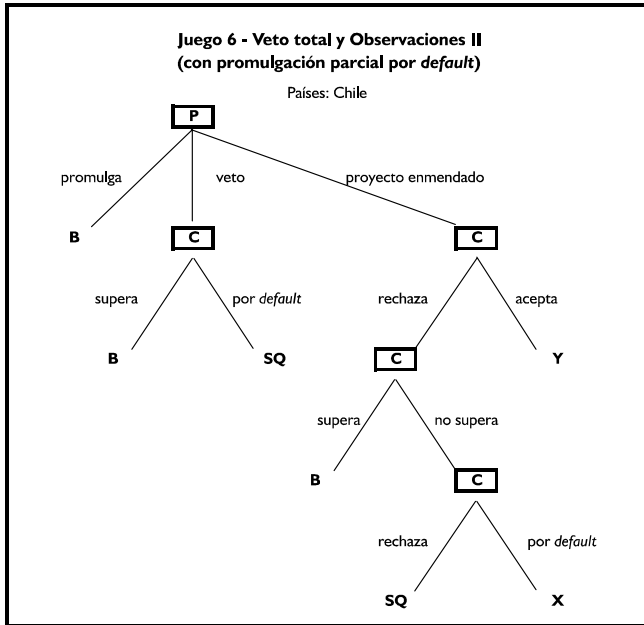 Juego 6 - Veto total y Observaciones II
(con promulgación parcial por default)
Países: Chile
P
promulga
veto
proyecto enmendado
B
C
C
supera
por default
rechaza
acepta
B
SQ
C
Y
supera
no supera
B
C
rechaza
por default
SQ
X